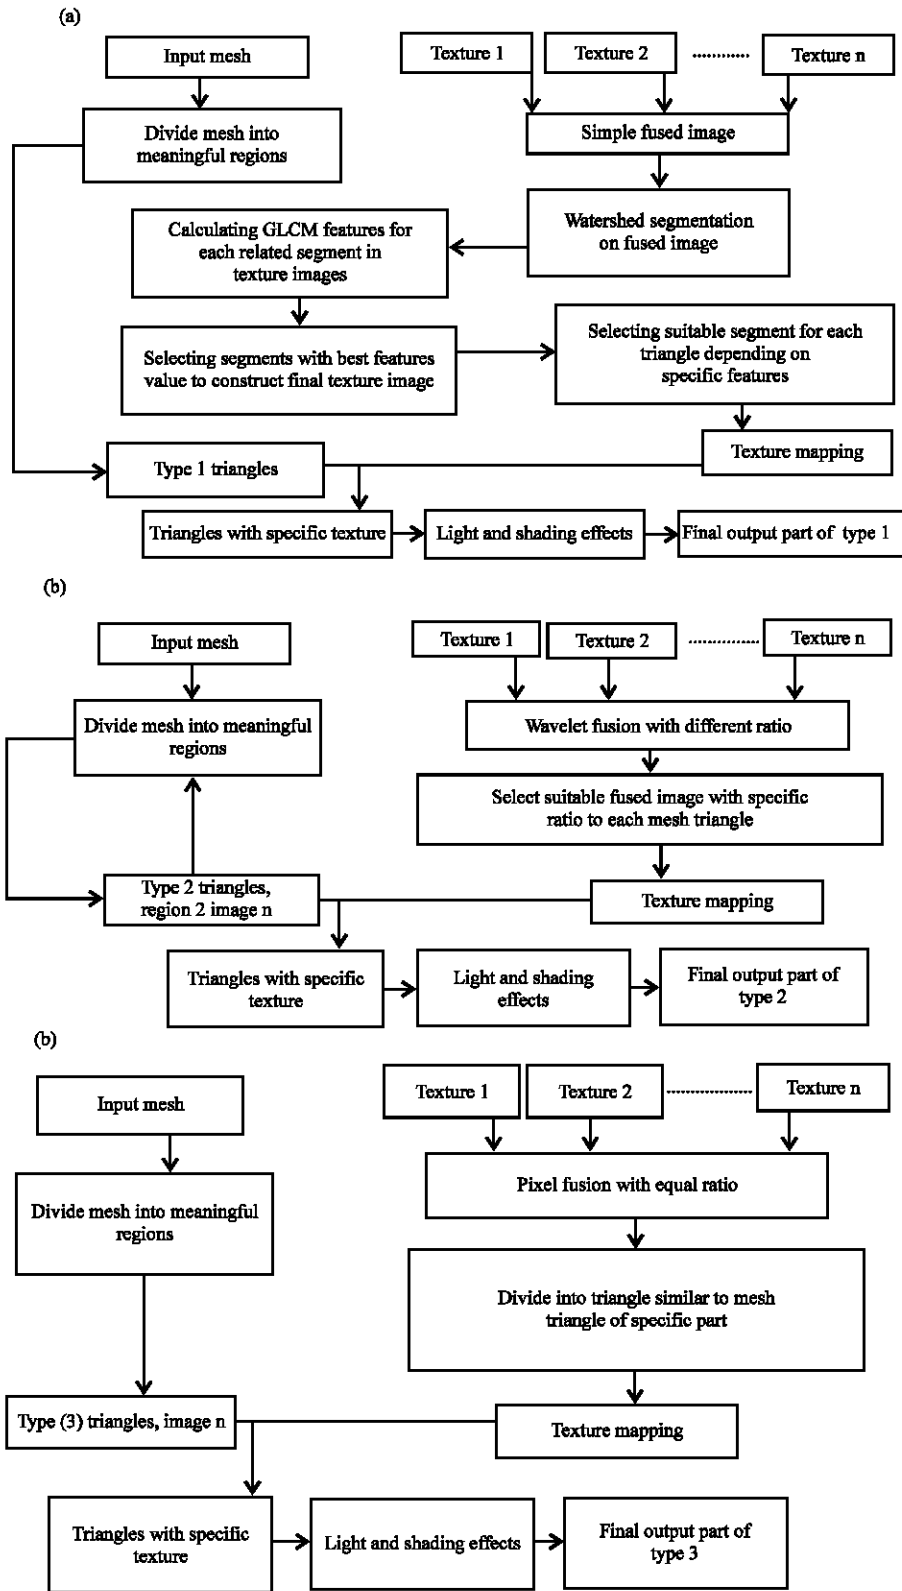 (a)
Input mesh
Texture 1
Texture 2
Texture n
Divide mesh into
meaningful regions
Simple fused image
Watershed segmentation
on fused image
Calculating GLCM features for
each related segment in
texture images
Selecting segments with best features
value to construct final texture image
Selecting suitable segment for each
triangle depending on
specific features
Type 1 triangles
Texture mapping
Triangles with specific texture
Light and shading effects
Final output part of type 1
(b)
Input mesh
Texture 1
Texture 2
Texture n
Divide mesh into meaningful
regions
Wavelet fusion with different ratio
Select suitable fused image with specific
ratio to each mesh triangle
Type 2 triangles,
region 2 image n
Texture mapping
Triangles with specific
texture
Light and shading
effects
Final output part of
type 2
(b)
Input mesh
Texture 1
Texture 2
Texture n
Divide mesh into meaningful
regions
Pixel fusion with equal ratio
Divide into triangle similar to mesh
triangle of specific part
Type (3) triangles, image n
Texture mapping
Triangles with specific
texture
Light and shading effects
Final output part of
type 3